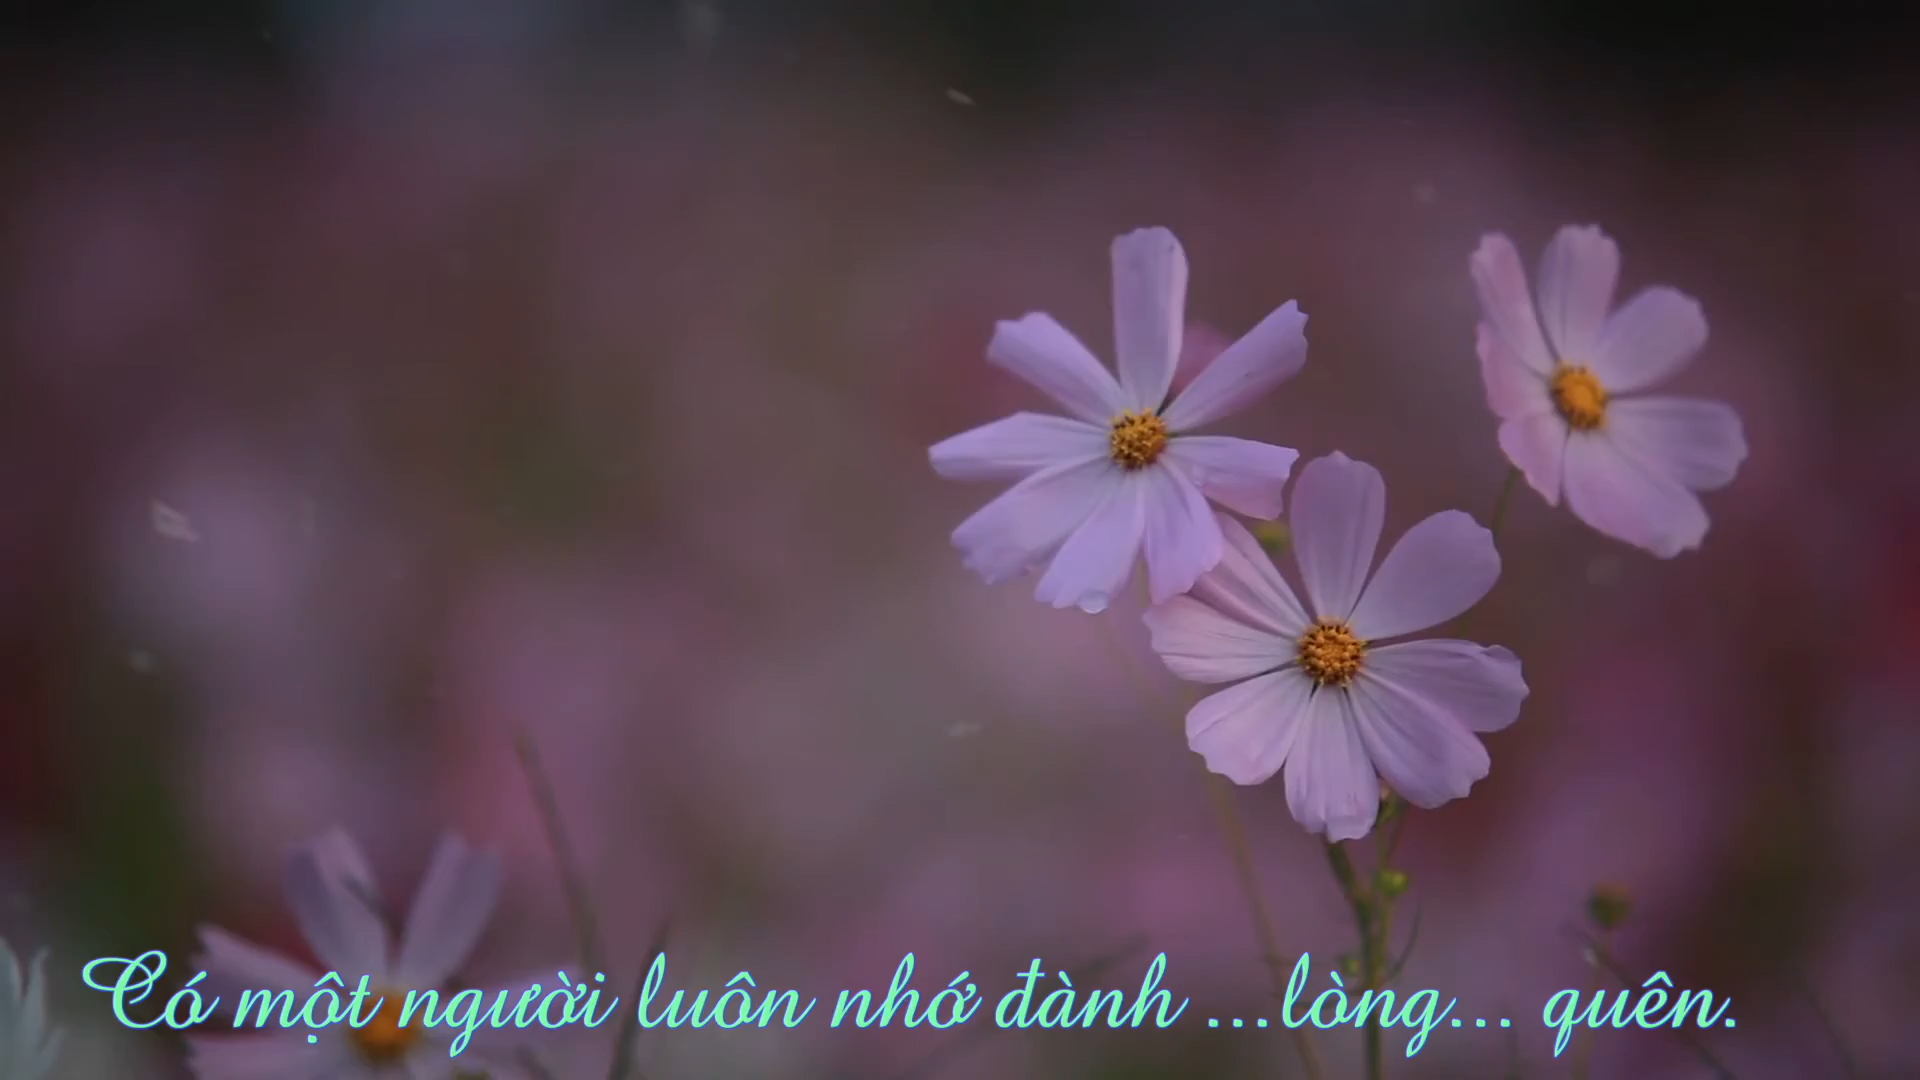 Có một người luôn nhớ đành ...lòng... quên.